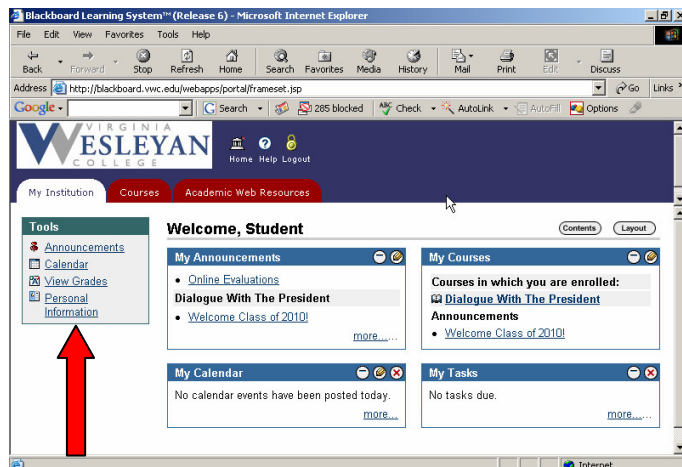 Blackboard Learning System™ (Release 6) - Microsoft Internet Explorer
File Edit View Favorites Tools Help
Back Forward Stop Refresh Home Search Favorites Media History Mail Print Edit Discuss
Address http://blackboard.vwc.edu/webapps/portal/frameset.jsp Go Links »
Google Search 285 blocked ABC Check AutoLink AutoFill Options
VIRGINIA
WESLEYAN
COLLEGE
Home Help Logout
My Institution Courses Academic Web Resources
Tools
Announcements
Calendar
View Grades
Personal
Information
Welcome, Student
Contents Layout
My Announcements
• Online Evaluations
Dialogue With The President
• Welcome Class of 2010!
more......
My Courses
Courses in which you are enrolled:
Dialogue With The President
Announcements
• Welcome Class of 2010!
My Calendar
No calendar events have been posted today.
more...
My Tasks
No tasks due.
more......
Internet